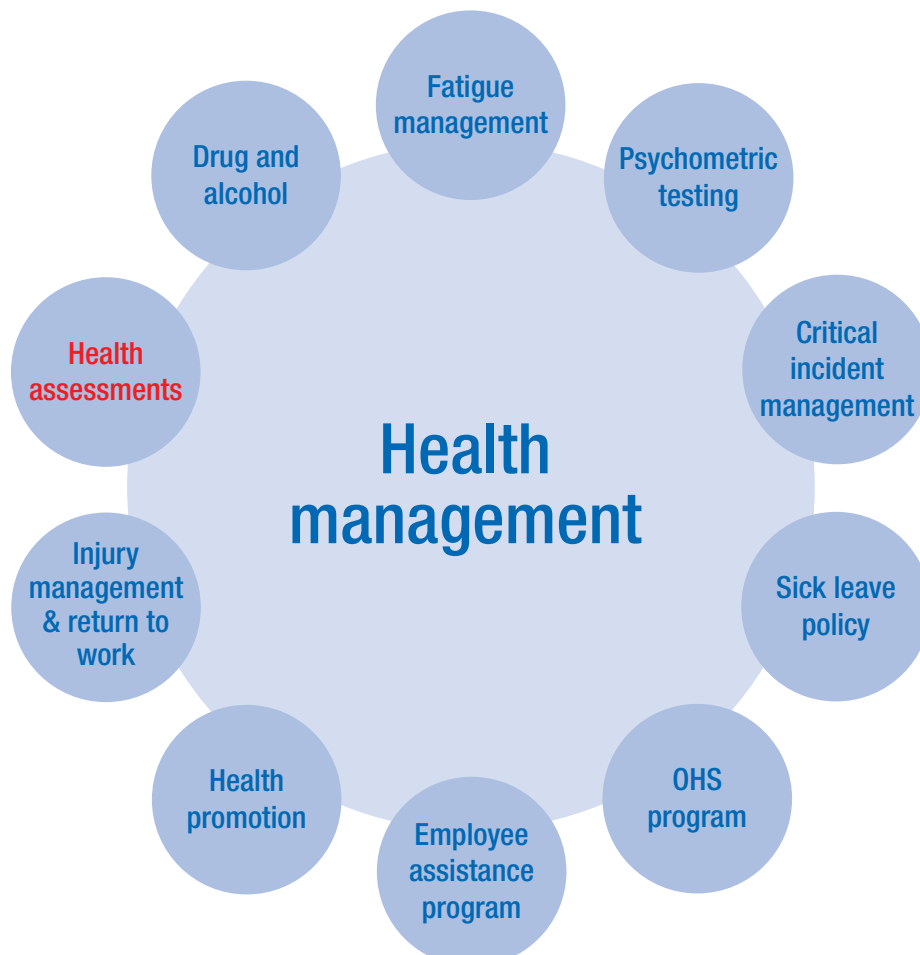 Fatigue
management
Psychometric
testing
Critical
incident
management
Sick leave
policy
OHS
program
Employee
assistance
program
Health
promotion
Injury
management
& return to
work
Health
assessments
Drug and
alcohol
Health
management